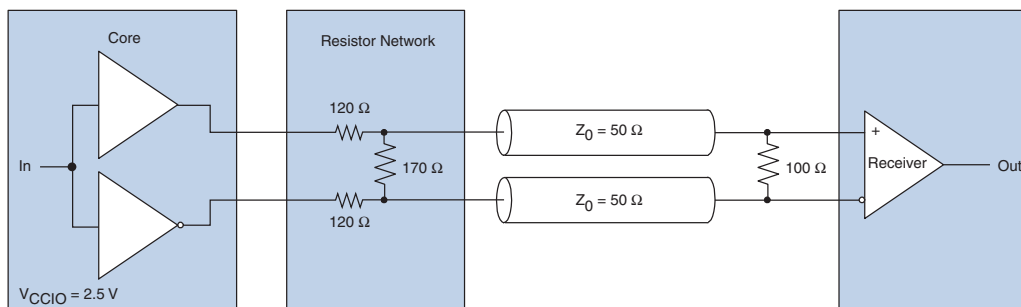 Core
Resistor Network
120 Ω
Z0 = 50 Ω
+
In
170 Ω
100 Ω
Receiver
Out
Z0 = 50 Ω
120 Ω
VCCIO = 2.5 V